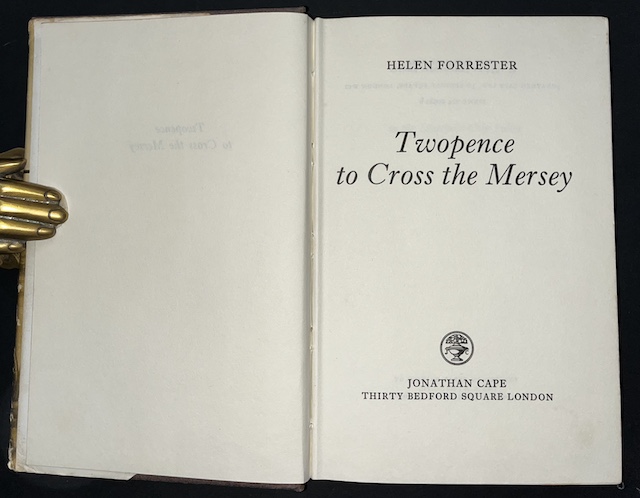 HELEN FORRESTER
Twopence
to Cross the Mersey
JONATHAN CAPE
THIRTY BEDFORD SQUARE LONDON